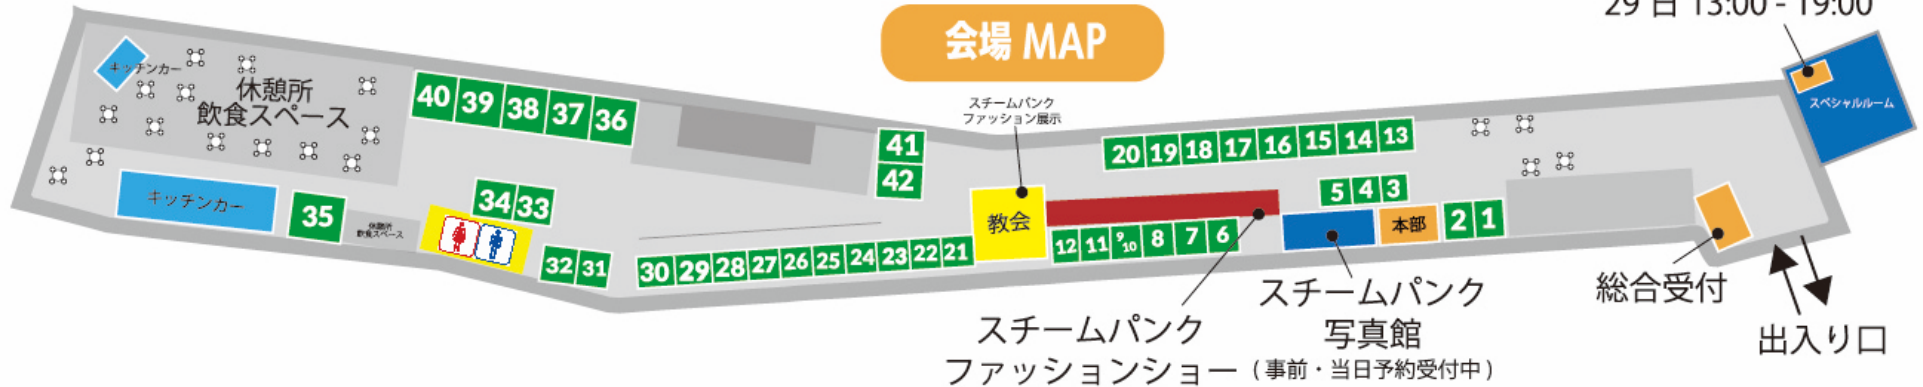 29 日 13:00 - 19:00
会場 MAP
スペシャルルーム
キッチンカー
休憩所
飲食スペース
40 39 38 37 36
スチームパンク
ファッション展示
41
42
20 19 18 17 16 15 14 13
キッチンカー
35
休憩所
飲食スペース
34 33
32 31
30 29 28 27 26 25 24 23 22 21
教会
12 11 9 10 8 7 6
5 4 3
本部
2 1
総合受付
出入り口
スチームパンク
写真館
(事前・当日予約受付中)
スチームパンク
ファッションショー